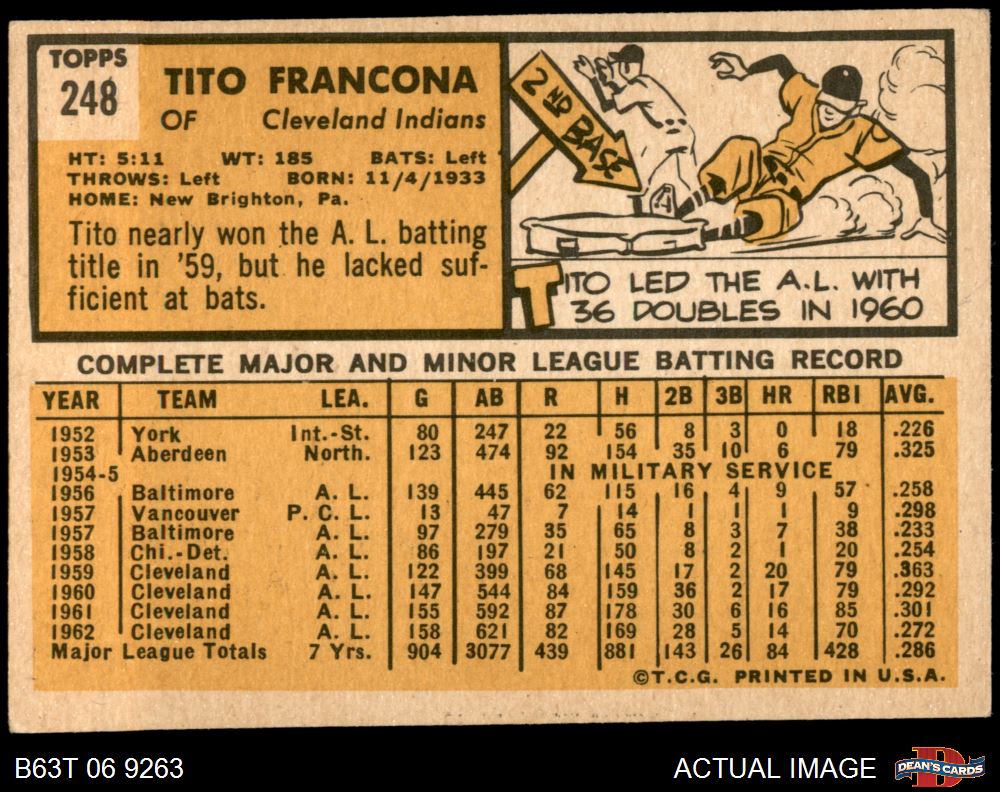 TOPPS
248
TITO FRANCONA
OF Cleveland Indians
HT: 5:11 WT: 185 BATS: Left
THROWS: Left BORN: 11/4/1933
HOME: New Brighton, Pa.
Tito nearly won the A. L. batting
title in '59, but he lacked suf-
ficient at bats.
2ND BASE
TITO LED THE A.L. WITH
36 DOUBLES IN 1960
COMPLETE MAJOR AND MINOR LEAGUE BATTING RECORD
YEAR TEAM LEA. G AB R H 2B 3B HR RBI AVG.
1952 York Int.-St. 80 247 22 56 8 3 0 18 .226
1953 Aberdeen North. 123 474 92 154 35 10 6 79 .325
1954-5 IN MILITARY SERVICE
1956 Baltimore A. L. 139 445 62 115 16 4 9 57 .258
1957 Vancouver P. C. L. 13 47 7 14 1 1 1 9 .298
1957 Baltimore A. L. 97 279 35 65 8 3 7 38 .233
1958 Chi.-Det. A. L. 86 197 21 50 8 2 1 20 .254
1959 Cleveland A. L. 122 399 68 145 17 2 20 79 .363
1960 Cleveland A. L. 147 544 84 159 36 2 17 79 .292
1961 Cleveland A. L. 155 592 87 178 30 6 16 85 .301
1962 Cleveland A. L. 158 621 82 169 28 5 14 70 .272
Major League Totals 7 Yrs. 904 3077 439 881 143 26 84 428 .286
©T.C.G. PRINTED IN U.S.A.
B63T 06 9263
ACTUAL IMAGE
DEAN'S CARDS